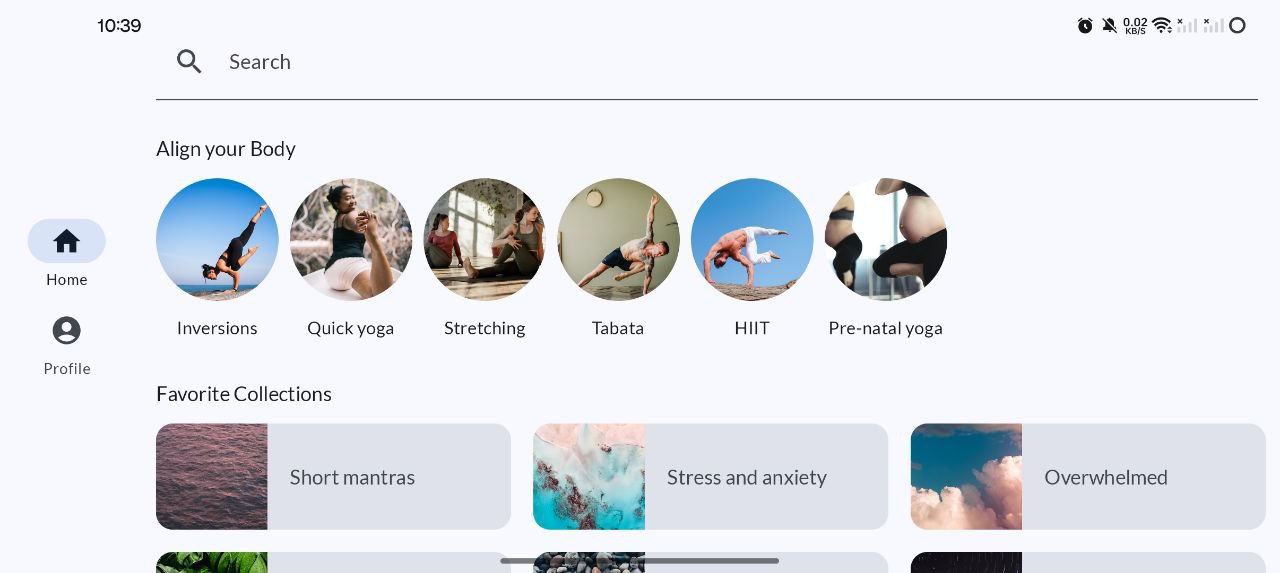 10:39
0.02
KB/S
Search
Align your Body
Inversions
Quick yoga
Stretching
Tabata
HIIT
Pre-natal yoga
Home
Profile
Favorite Collections
Short mantras
Stress and anxiety
Overwhelmed